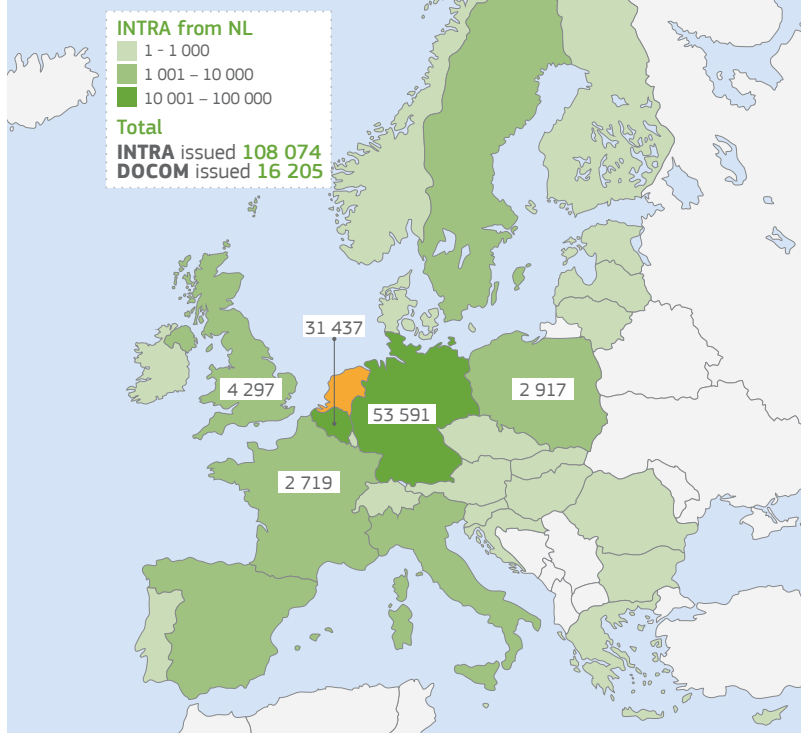 INTRA from NL
1 - 1 000
1 001 – 10 000
10 001 – 100 000
Total
INTRA issued 108 074
DOCOM issued 16 205
31 437
4 297
2 917
53 591
2 719